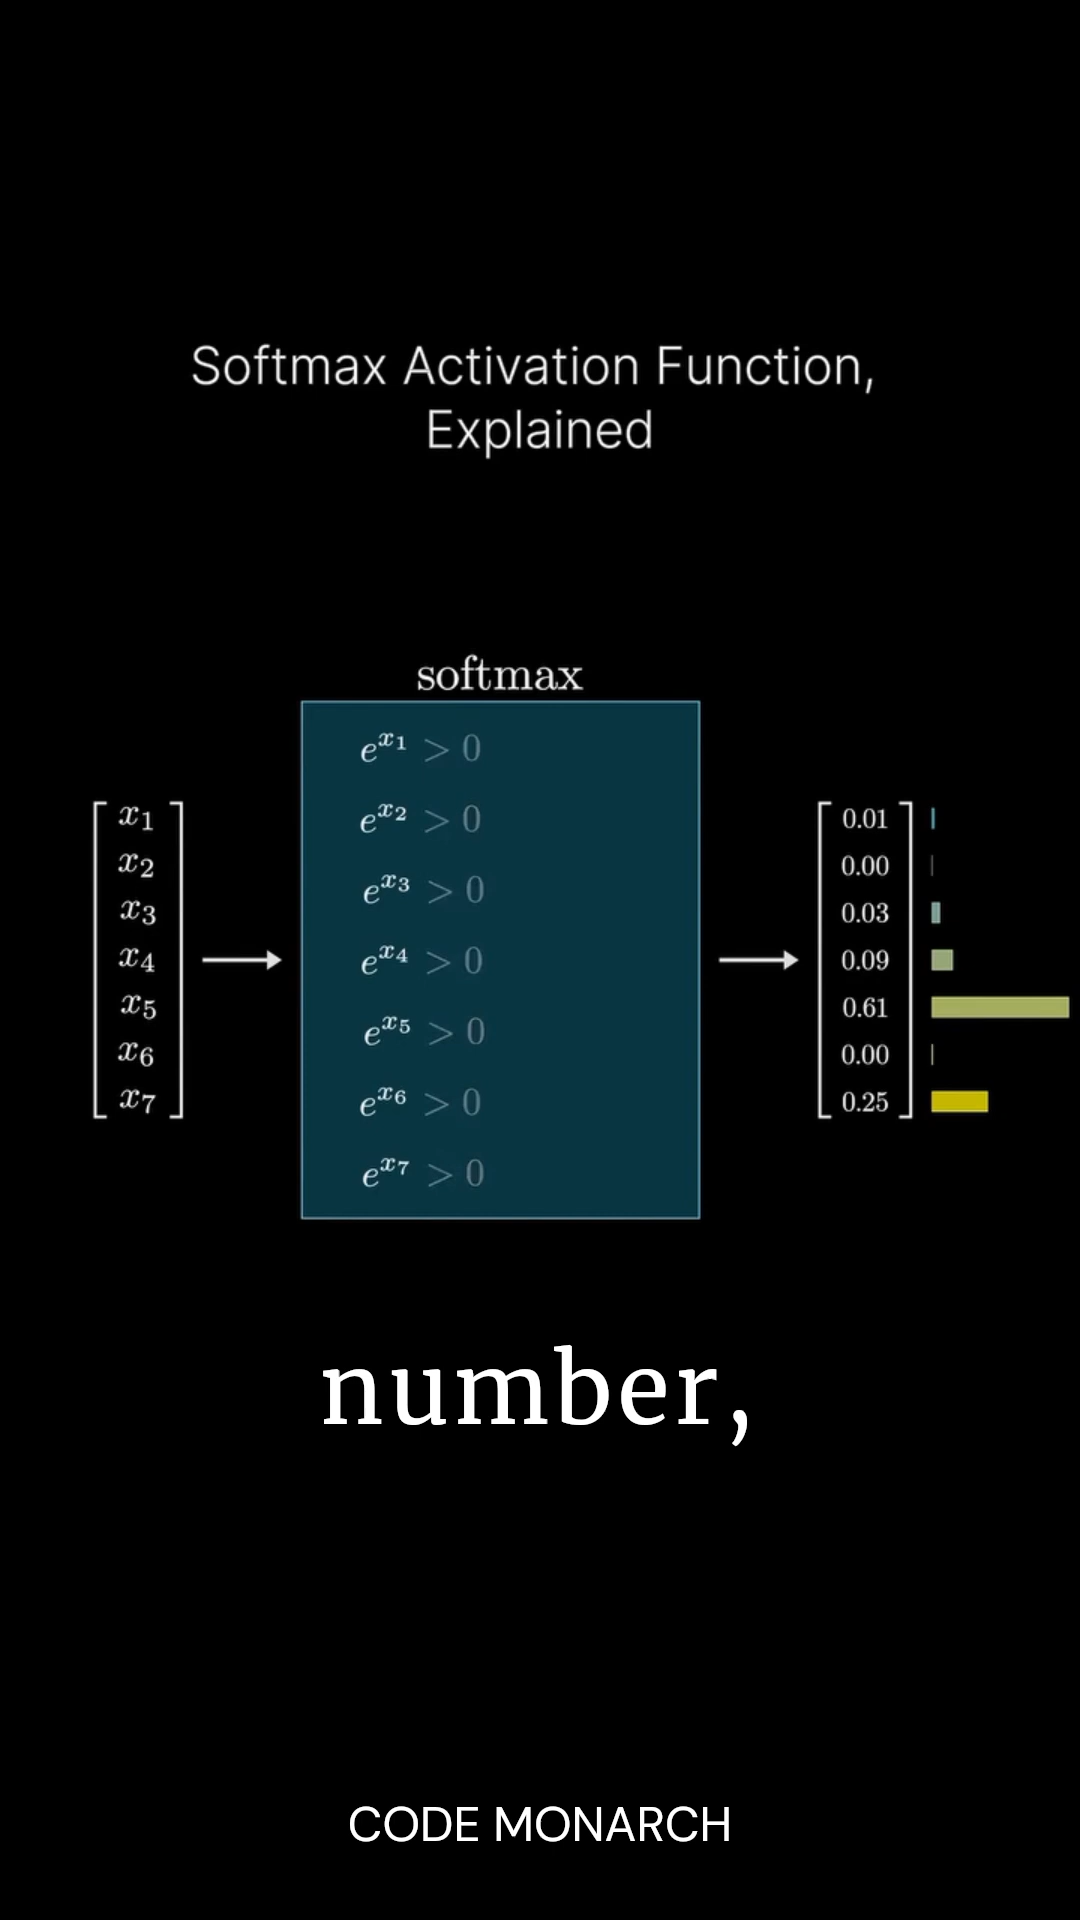 Softmax Activation Function,
Explained
softmax
x₁
x₂
x₃
x₄
x₅
x₆
x₇
e^{x₁} > 0
e^{x₂} > 0
e^{x₃} > 0
e^{x₄} > 0
e^{x₅} > 0
e^{x₆} > 0
e^{x₇} > 0
0.01
0.00
0.03
0.09
0.61
0.00
0.25
number,
CODE MONARCH